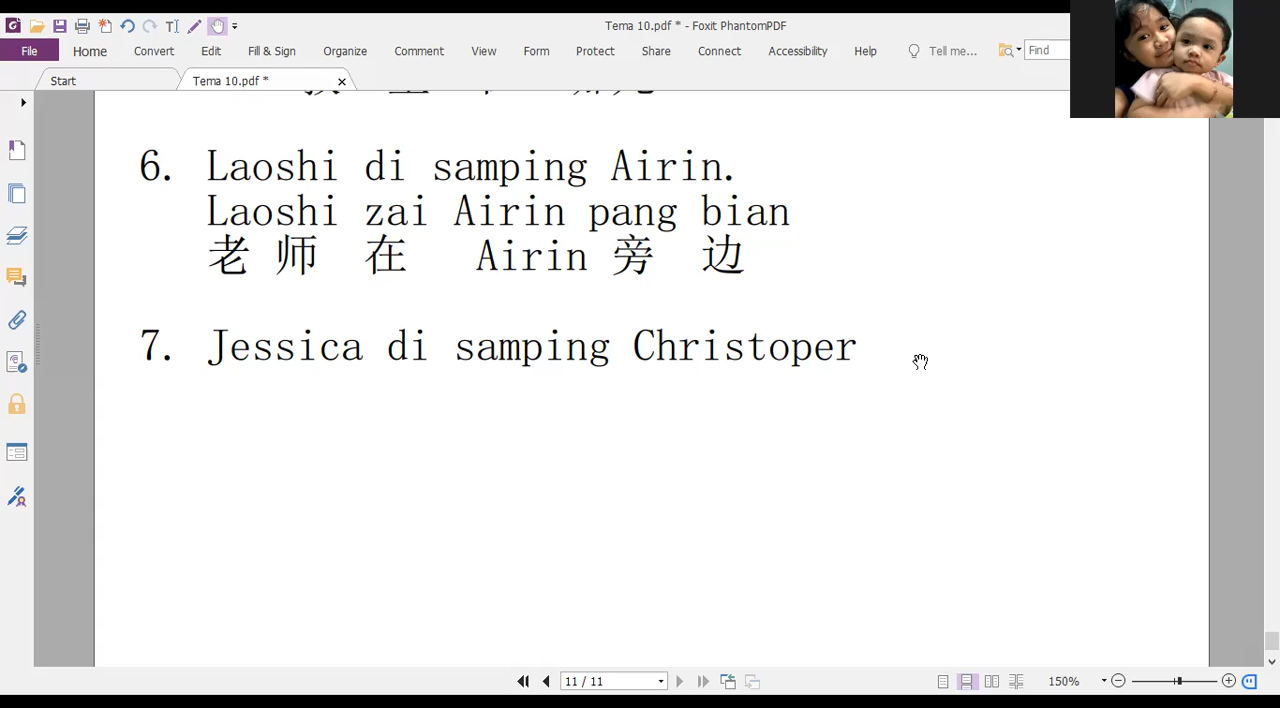 Tema 10.pdf * - Foxit PhantomPDF
File Home Convert Edit Fill & Sign Organize Comment View Form Protect Share Connect Accessibility Help Tell me... Find
Start Tema 10.pdf *
6. Laoshi di samping Airin.
Laoshi zai Airin pang bian
老 师 在 Airin 旁 边
7. Jessica di samping Christoper
11 / 11 150%